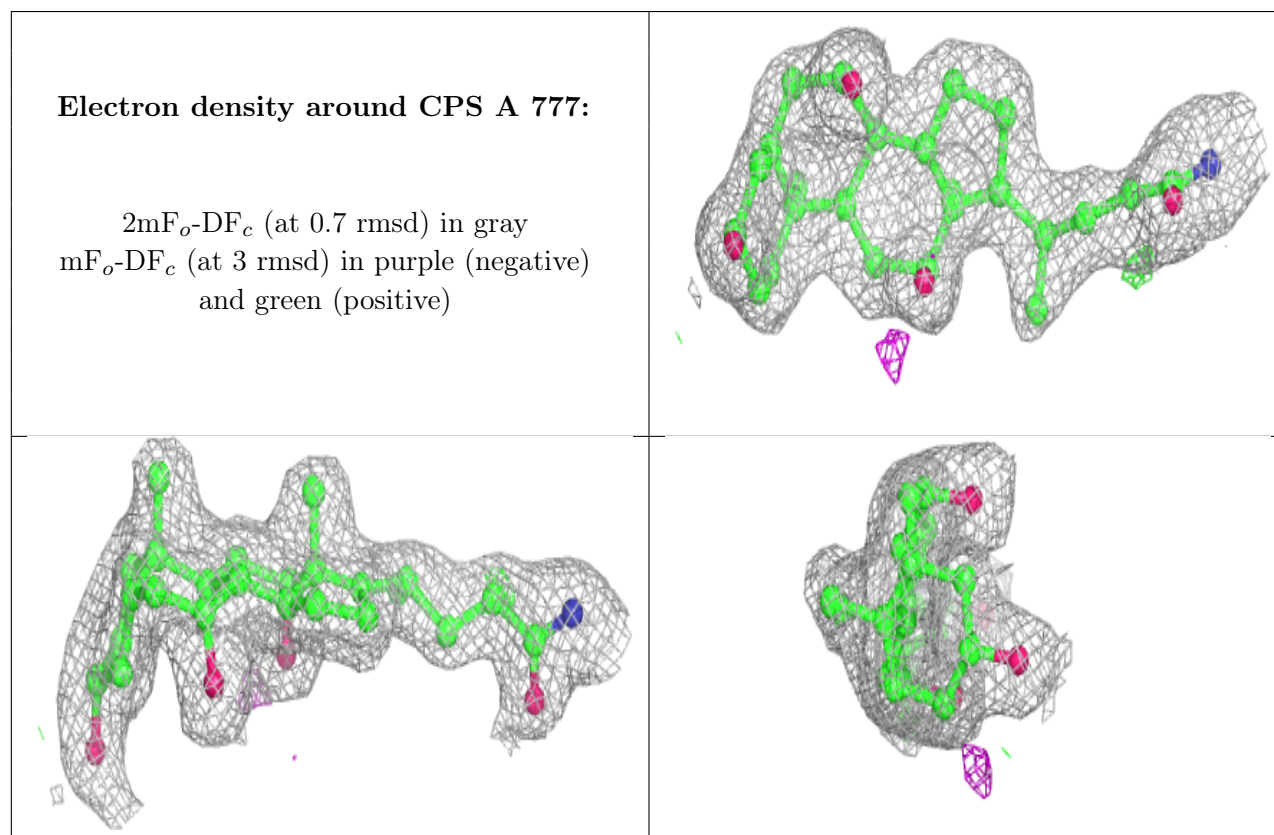 Electron density around CPS A 777:
2mFo-DFc (at 0.7 rmsd) in gray
mFo-DFc (at 3 rmsd) in purple (negative)
and green (positive)